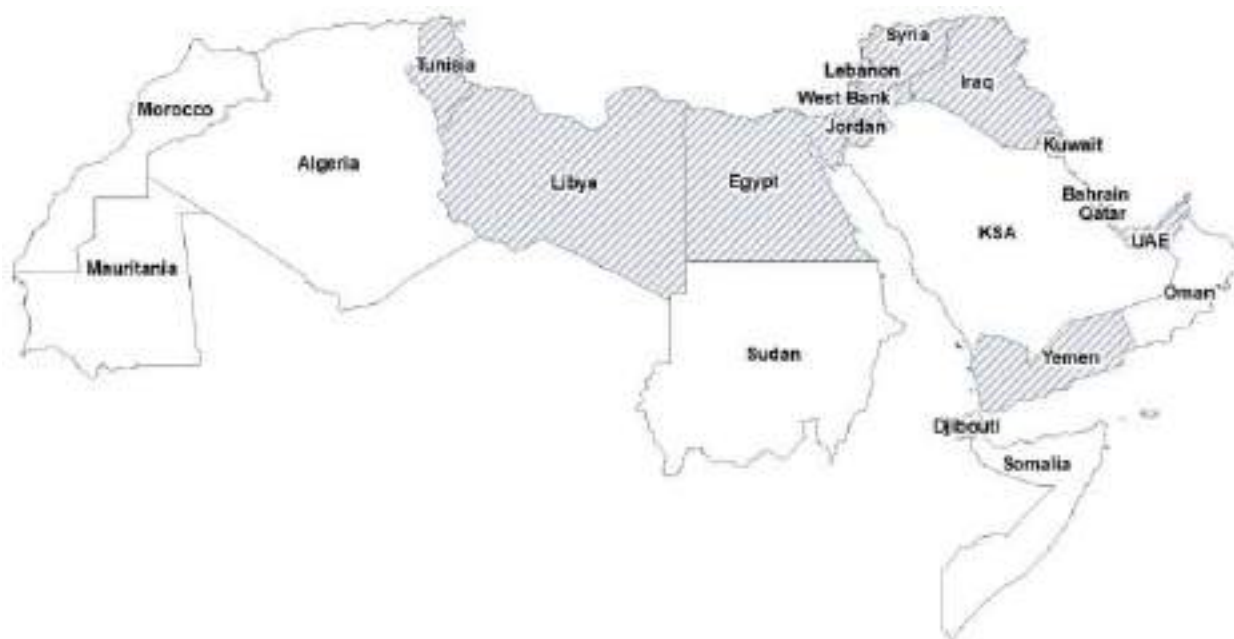 Syria
Tunisia
Lebanon
Iraq
West Bank
Morocco
Jordan
Kuwait
Algeria
Libya
Egypt
Bahrain
Qatar
KSA
UAE
Mauritania
Oman
Sudan
Yemen
Djibouti
Somalia